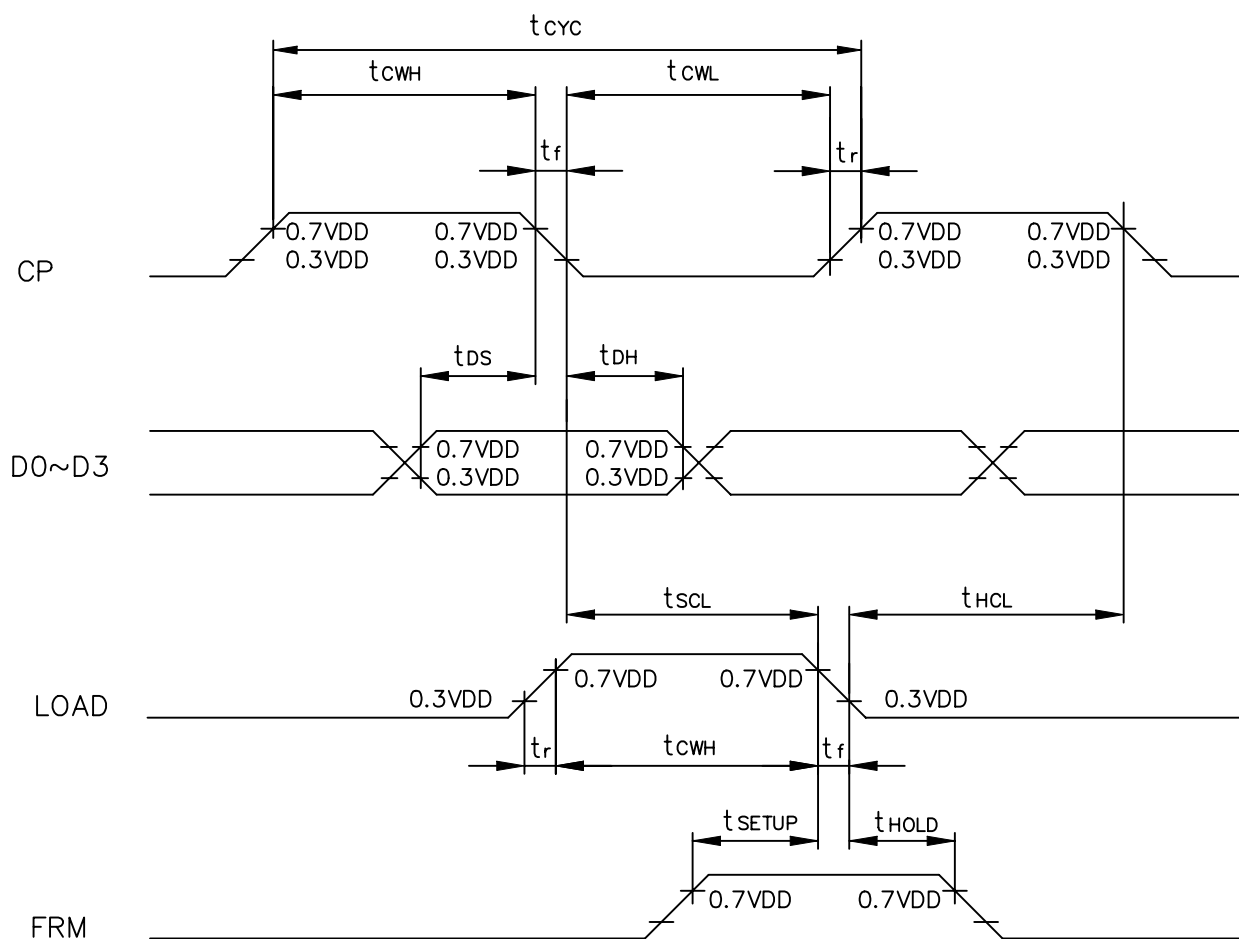 tCYC
tCWH
tCWL
tf
tr
0.7VDD
0.7VDD
0.7VDD
0.7VDD
CP
0.3VDD
0.3VDD
0.3VDD
0.3VDD
tDS
tDH
0.7VDD
0.7VDD
D0~D3
0.3VDD
0.3VDD
tSCL
tHCL
0.7VDD
0.7VDD
LOAD
0.3VDD
0.3VDD
tr
tCWH
tf
tSETUP
tHOLD
0.7VDD
0.7VDD
FRM